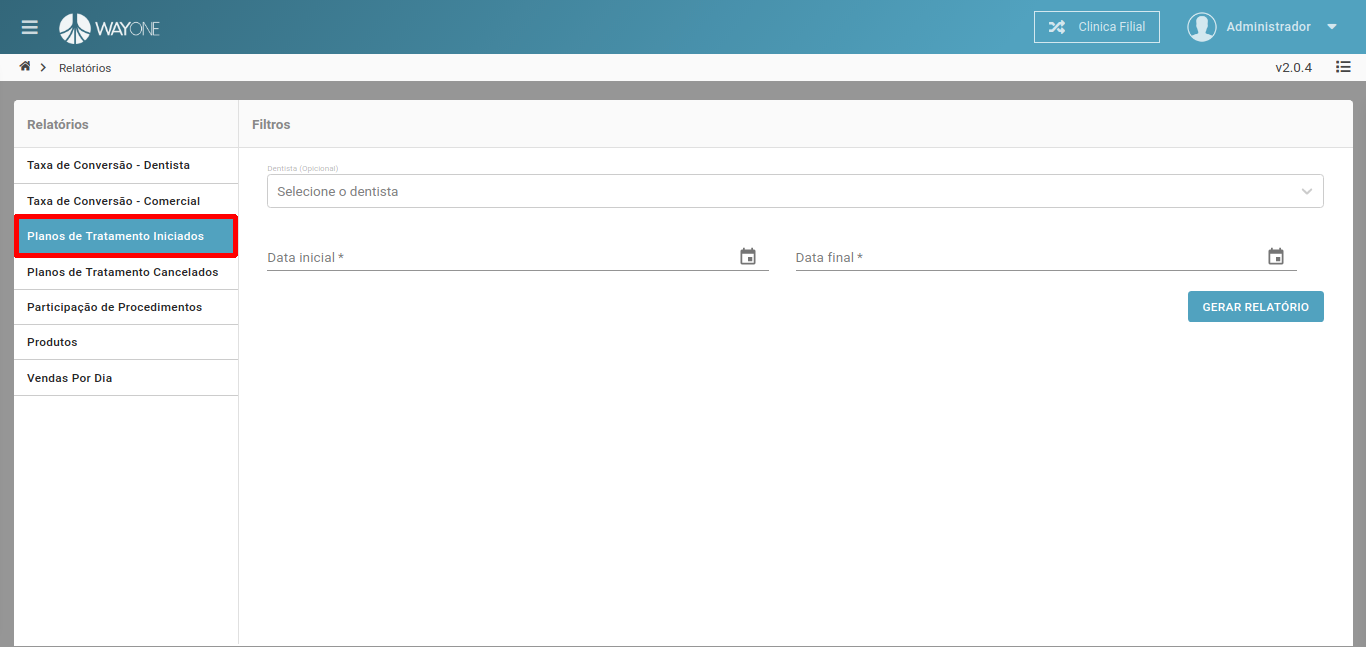 WAYONE
Clinica Filial
Administrador
Relatórios
v2.0.4
Relatórios
Taxa de Conversão - Dentista
Taxa de Conversão - Comercial
Planos de Tratamento Iniciados
Planos de Tratamento Cancelados
Participação de Procedimentos
Produtos
Vendas Por Dia
Filtros
Dentista (Opicional)
Selecione o dentista
Data inicial *
Data final *
GERAR RELATÓRIO